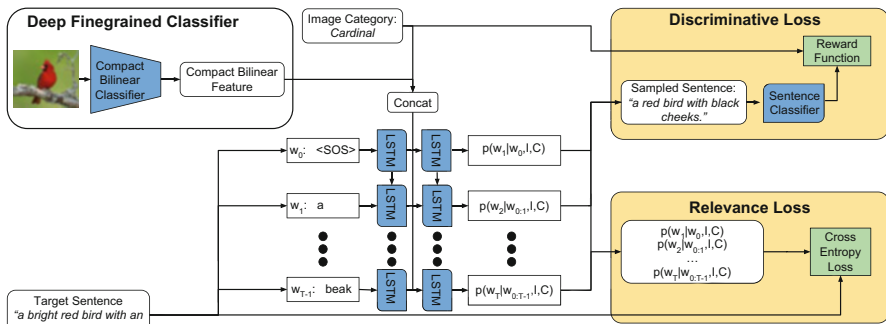 Deep Finegrained Classifier
Compact
Bilinear
Classifier
Compact Bilinear
Feature
Image Category:
Cardinal
Concat
Discriminative Loss
Reward
Function
Sampled Sentence:
"a red bird with black
cheeks."
Sentence
Classifier
w0: <SOS>
LSTM
LSTM
p(w1|w0,I,C)
w1: a
LSTM
LSTM
p(w2|w0:1,I,C)
wT-1: beak
LSTM
LSTM
p(wT|w0:T-1,I,C)
Relevance Loss
p(w1|w0,I,C)
p(w2|w0:1,I,C)
...
p(wT|w0:T-1,I,C)
Cross
Entropy
Loss
Target Sentence
"a bright red bird with an